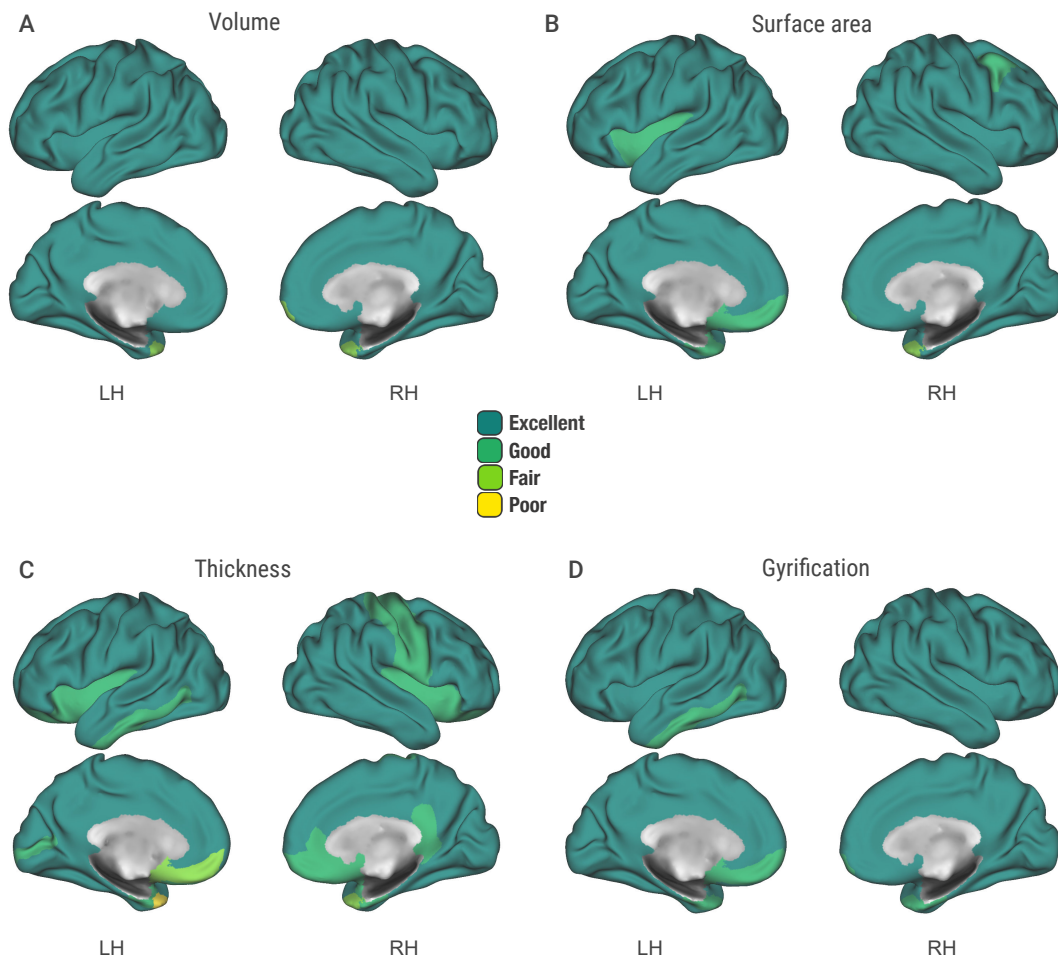 A Volume
B Surface area
LH RH
LH RH
Excellent
Good
Fair
Poor
C Thickness
D Gyrification
LH RH
LH RH